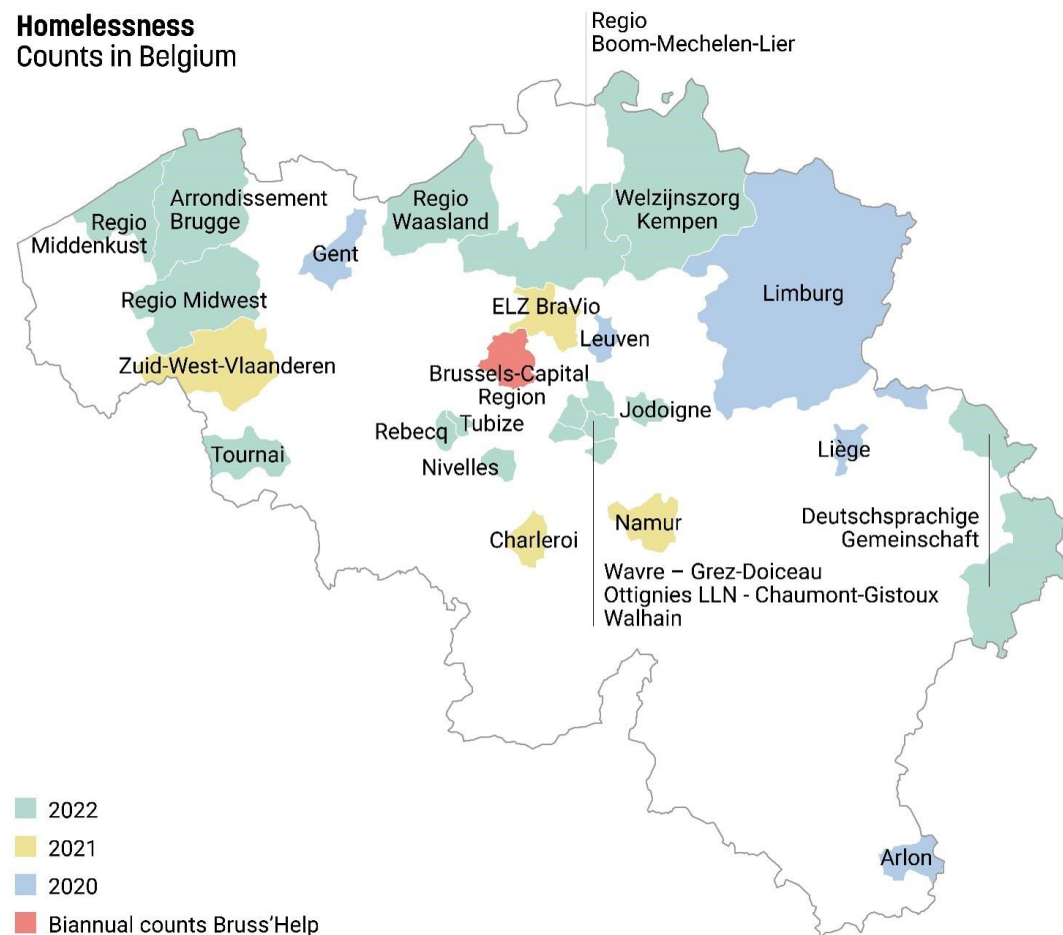 Homelessness
Counts in Belgium
Regio
Boom-Mechelen-Lier
Arrondissement
Brugge
Regio
Middenkust
Regio
Waasland
Welzijnszorg
Kempen
Gent
Regio Midwest
ELZ BraVio
Limburg
Leuven
Zuid-West-Vlaanderen
Brussels-Capital
Region
Jodoigne
Tubize
Rebecq
Nivelles
Tournai
Liège
Charleroi
Namur
Deutschsprachige
Gemeinschaft
Wavre – Grez-Doiceau
Ottignies LLN - Chaumont-Gistoux
Walhain
2022
2021
2020
Biannual counts Bruss’Help
Arlon